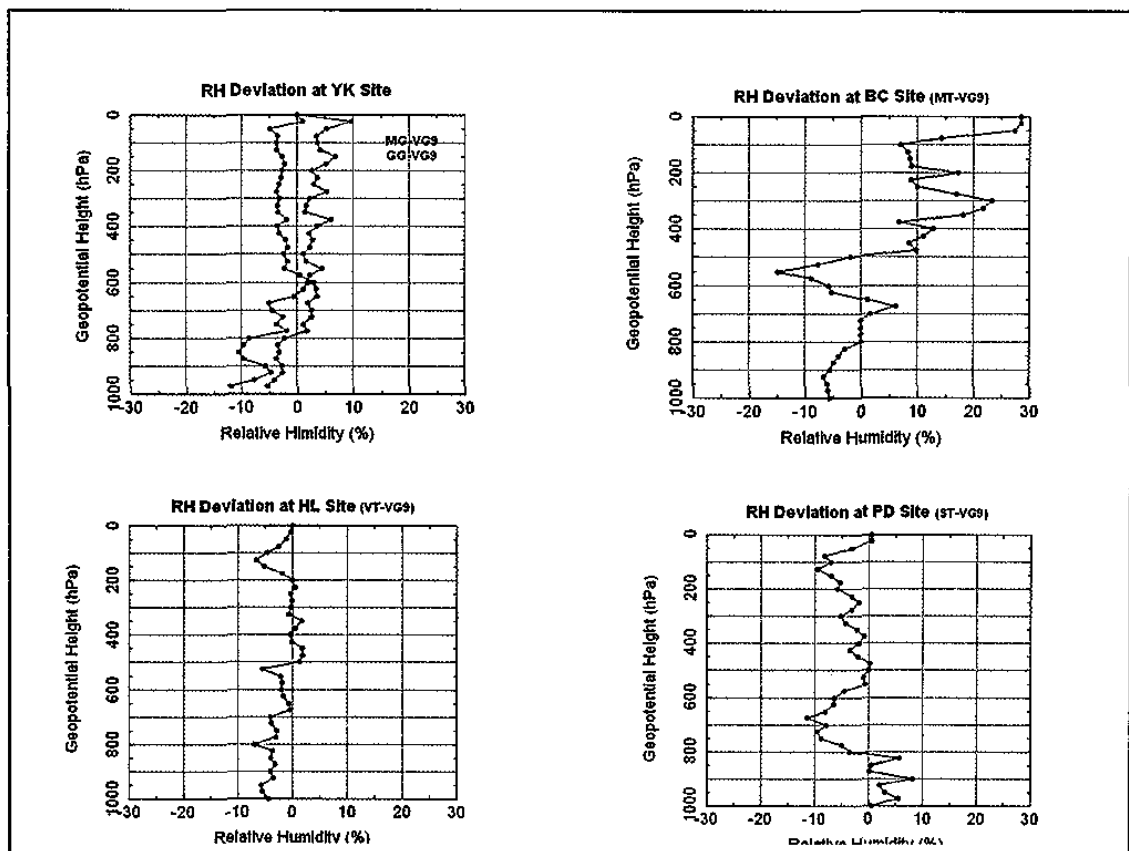 RH Deviation at YK Site
MG-VG9
GG-VG9
Geopotential Height (hPa)
0
200
400
600
800
1000
-30 -20 -10 0 10 20 30
Relative Himidity (%)
RH Deviation at BC Site (MT-VG9)
Geopotential Height (hPa)
0
200
400
600
800
1000
-30 -20 -10 0 10 20 30
Relative Humidity (%)
RH Deviation at HL Site (VT-VG9)
Geopotential Height (hPa)
0
200
400
600
800
1000
-30 -20 -10 0 10 20 30
Relative Humidity (%)
RH Deviation at PD Site (ST-VG9)
Geopotential Height (hPa)
0
200
400
600
800
1000
-30 -20 -10 0 10 20 30
Relative Humidity (%)